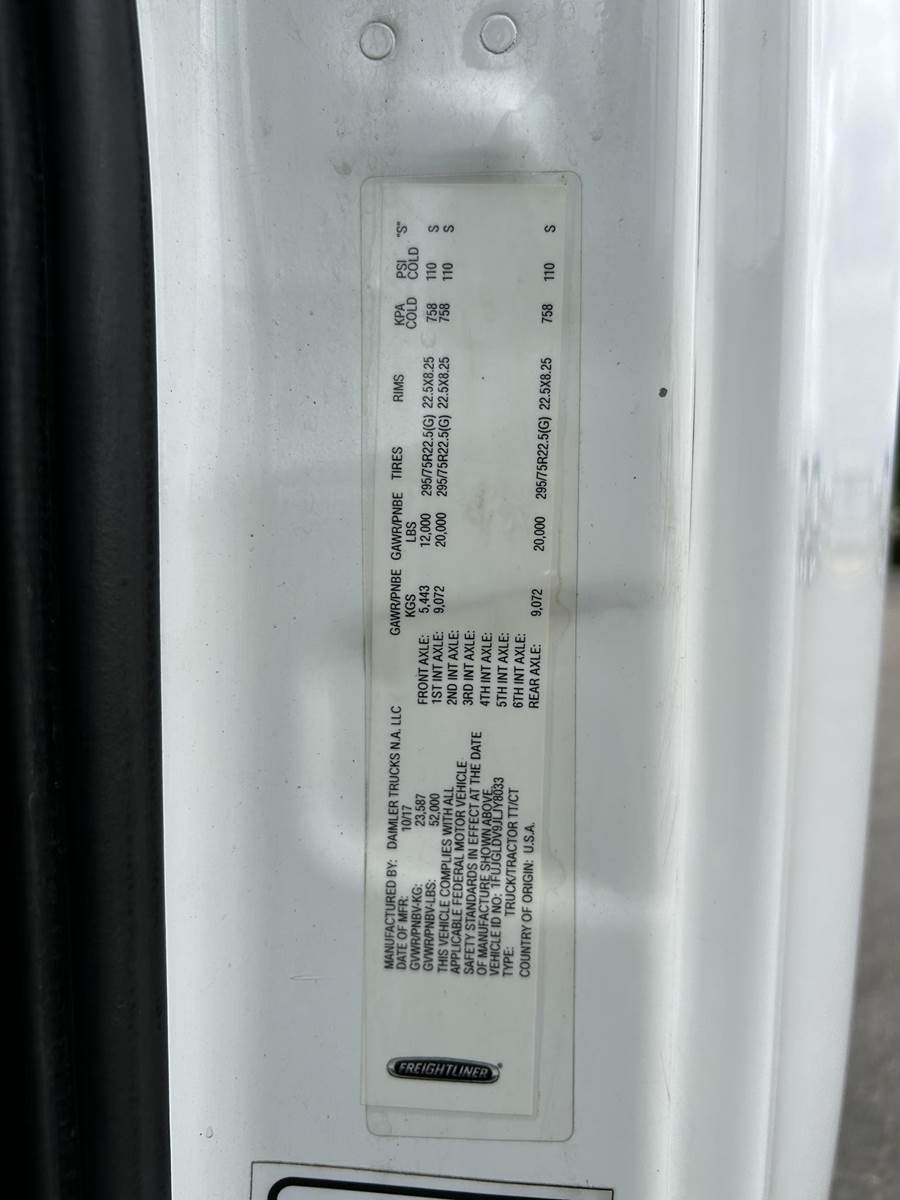 FREIGHTLINER
MANUFACTURED BY: DAIMLER TRUCKS N.A. LLC
DATE OF MFR: 10/17
GVWR/PNBV-KG: 23,587
GVWR/PNBV-LBS: 52,000
THIS VEHICLE COMPLIES WITH ALL
APPLICABLE FEDERAL MOTOR VEHICLE
SAFETY STANDARDS IN EFFECT AT THE DATE
OF MANUFACTURE SHOWN ABOVE.
VEHICLE ID NO: 1FUJGLDV9JLJY8033
TYPE: TRUCK/TRACTOR TT/CT
COUNTRY OF ORIGIN: U.S.A.
GAWR/PNBE GAWR/PNBE TIRES RIMS KPA PSI "S"
KGS LBS COLD COLD
FRONT AXLE: 5,443 12,000 295/75R22.5(G) 22.5X8.25 758 110 S
1ST INT AXLE: 9,072 20,000 295/75R22.5(G) 22.5X8.25 758 110 S
2ND INT AXLE:
3RD INT AXLE:
4TH INT AXLE:
5TH INT AXLE:
6TH INT AXLE:
REAR AXLE: 9,072 20,000 295/75R22.5(G) 22.5X8.25 758 110 S